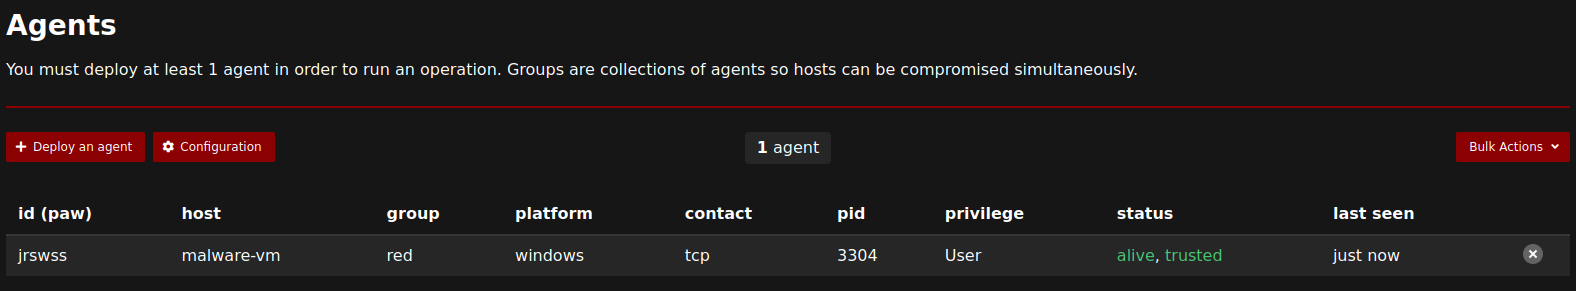 Agents
You must deploy at least 1 agent in order to run an operation. Groups are collections of agents so hosts can be compromised simultaneously.
Deploy an agent Configuration 1 agent Bulk Actions
id (paw) host group platform contact pid privilege status last seen
jrswss malware-vm red windows tcp 3304 User alive, trusted just now